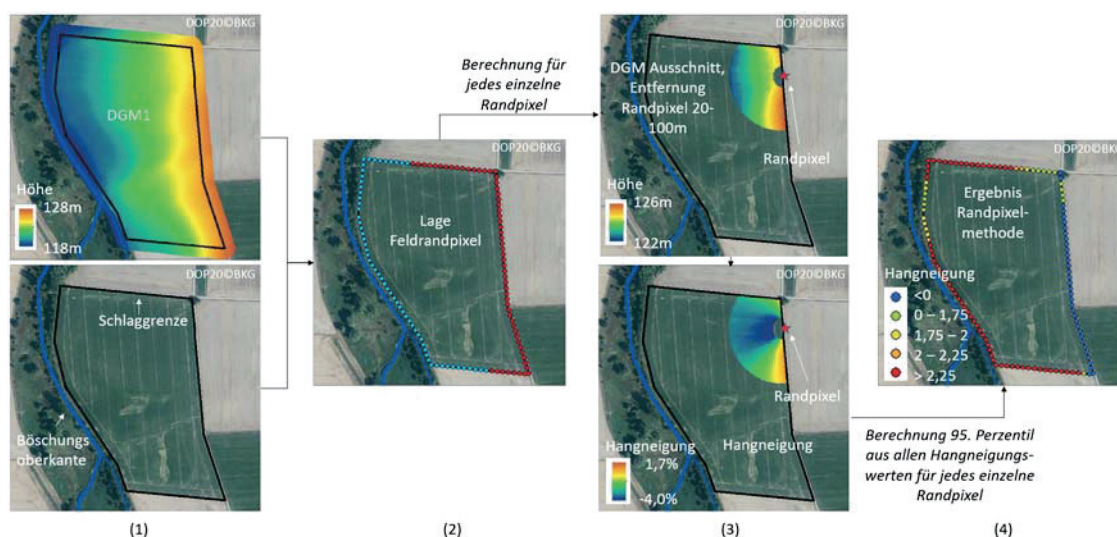 DOP20©BKG
DGM1
Höhe
128m
118m
DOP20©BKG
Schlaggrenze
Böschungs
oberkante
(1)
DOP20©BKG
Lage
Feldrandpixel
(2)
Berechnung für
jedes einzelne
Randpixel
DOP20©BKG
DGM Ausschnitt,
Entfernung
Randpixel 20-
100m
Randpixel
Höhe
126m
122m
DOP20©BKG
Randpixel
Hangneigung
Hangneigung
1,7%
-4,0%
(3)
DOP20©BKG
Ergebnis
Randpixel-
methode
Hangneigung
<0
0 – 1,75
1,75 – 2
2 – 2,25
> 2,25
Berechnung 95. Perzentil
aus allen Hangneigungs-
werten für jedes einzelne
Randpixel
(4)